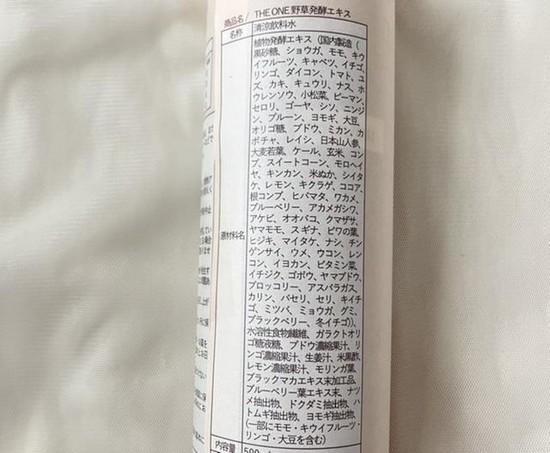 商品名 THE ONE 野草発酵エキス
名称 清涼飲料水
原材料名
植物発酵エキス（国内製造（
黒砂糖、ショウガ、モモ、キウ
イフルーツ、キャベツ、イチゴ、
リンゴ、ダイコン、トマト、ユ
ズ、カキ、キュウリ、ナス、ホ
ウレンソウ、小松菜、ピーマン、
セロリ、ゴーヤ、シソ、ニンジ
ン、プルーン、ヨモギ、大豆、
オリゴ糖、ブドウ、ミカン、カ
ボチャ、レイシ、日本山人参、
大麦若葉、ケール、玄米、コン
ブ、スイートコーン、モロヘイ
ヤ、キンカン、米ぬか、シイタ
ケ、レモン、キクラゲ、ココア、
根コンブ、ヒバマタ、ワカメ、
ブルーベリー、アカメガシワ、
アケビ、オオバコ、クマザサ、
ヤマモモ、スギナ、ビワの葉、
ヒジキ、マイタケ、ナシ、チン
ゲンサイ、ウメ、ウコン、レン
コン、イヨカン、ビタミン菜、
イチジク、ゴボウ、ヤマブドウ、
ブロッコリー、アスパラガス、
カリン、パセリ、セリ、キイチ
ゴ、ミツバ、ミョウガ、グミ、
ブラックベリー、冬イチゴ））、
水溶性食物繊維、ガラクトオリ
ゴ糖液糖、ブドウ濃縮果汁、リ
ンゴ濃縮果汁、生姜汁、米黒酢、
レモン濃縮果汁、モリンガ葉、
ブラックマカエキス末加工品、
ブルーベリー葉エキス末、ナツ
メ抽出物、ドクダミ抽出物、ハ
トムギ抽出物、ヨモギ抽出物、
（一部にモモ・キウイフルーツ・
リンゴ・大豆を含む）
内容量